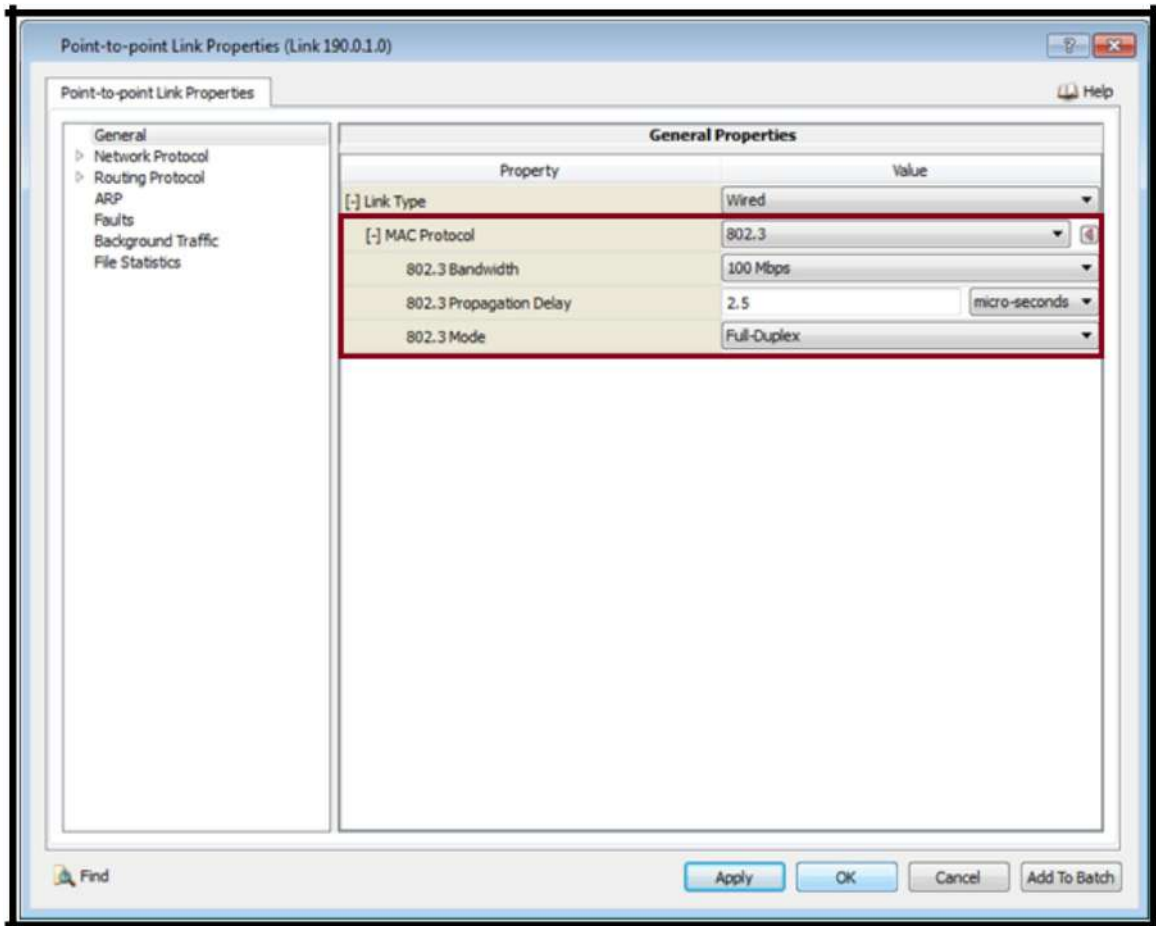 Point-to-point Link Properties (Link 190.0.1.0)
Point-to-point Link Properties
Help
General
Network Protocol
Routing Protocol
ARP
Faults
Background Traffic
File Statistics
General Properties
Property Value
[-] Link Type Wired
[-] MAC Protocol 802.3
802.3 Bandwidth 100 Mbps
802.3 Propagation Delay 2.5 micro-seconds
802.3 Mode Full-Duplex
Find Apply OK Cancel Add To Batch